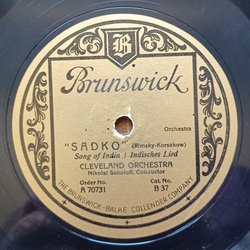 B
Brunswick
Orchestra
"SADKO" (Rimsky-Korsakow)
Song of India / Indisches Lied
CLEVELAND ORCHESTRA
Nikolai Sokoloff, Conductor
Order No. Cat. No.
A 70731 B 37
THE BRUNSWICK-BALKE-COLLENDER COMPANY